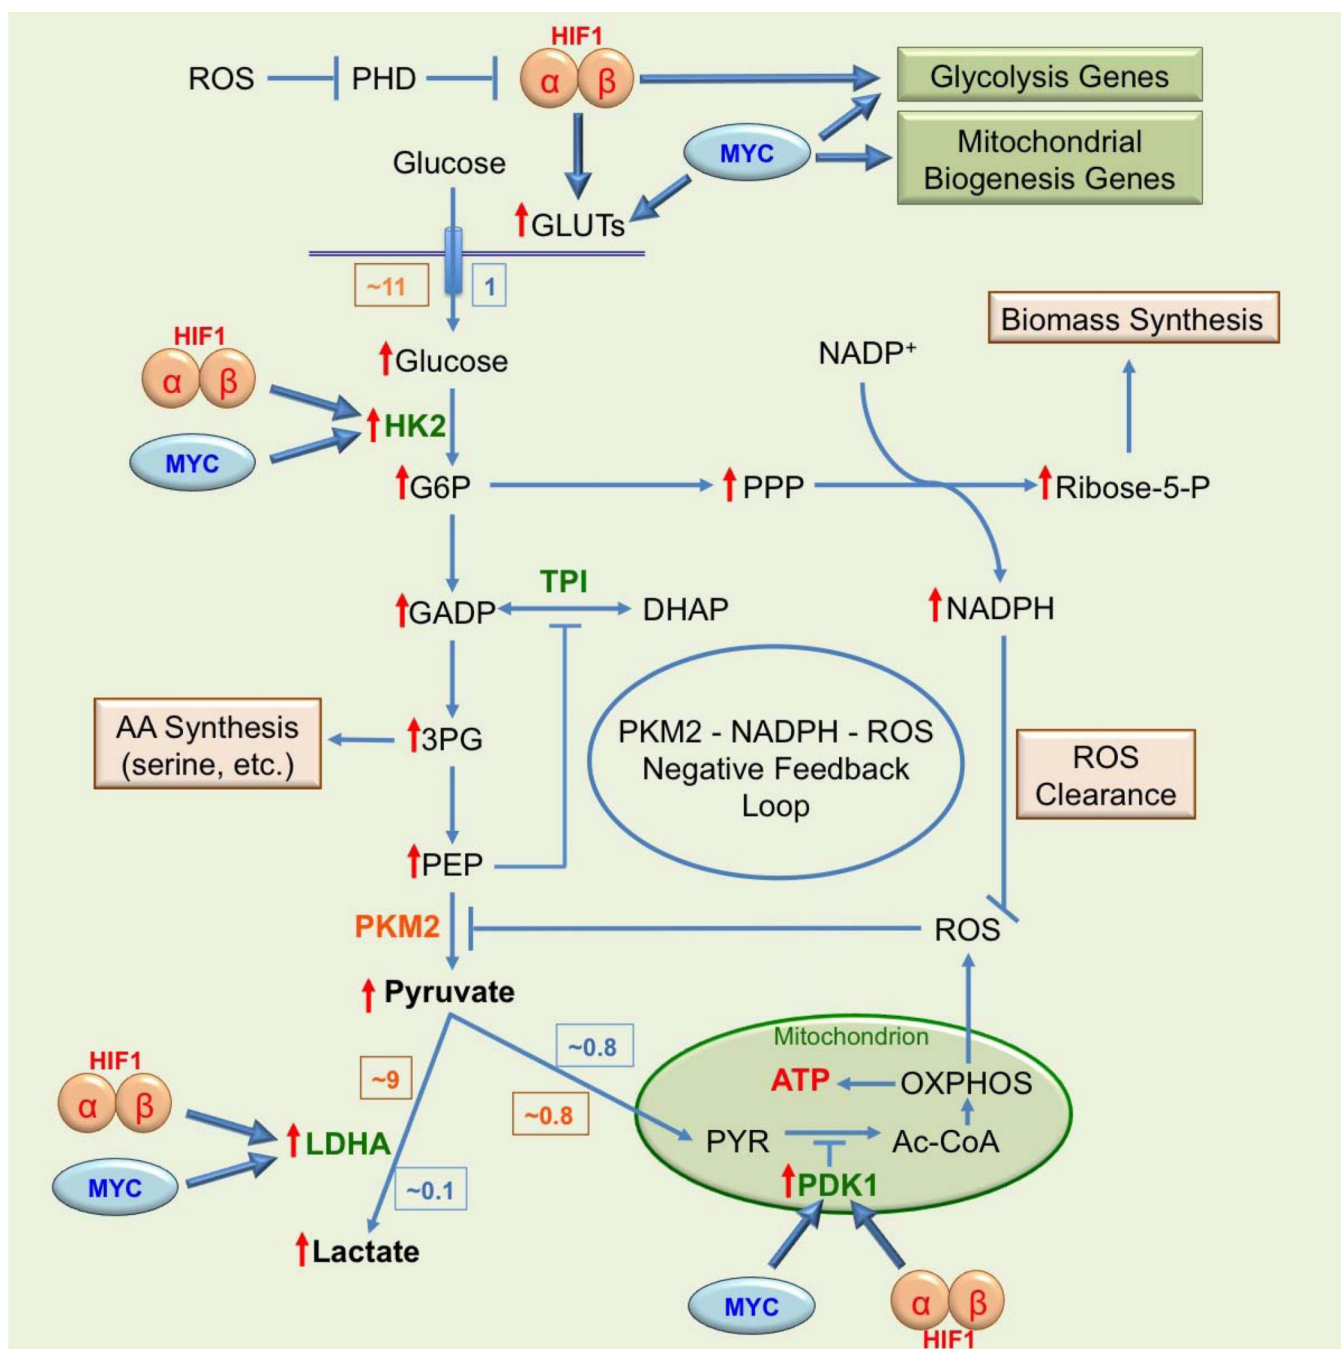 HIF1
ROS
PHD
α β
Glycolysis Genes
MYC
Mitochondrial
Biogenesis Genes
Glucose
GLUTs
~11
1
Biomass Synthesis
HIF1
α β
Glucose
NADP+
HK2
MYC
G6P
PPP
Ribose-5-P
TPI
GADP
DHAP
NADPH
AA Synthesis
(serine, etc.)
3PG
PKM2 - NADPH - ROS
Negative Feedback
Loop
ROS
Clearance
PEP
PKM2
ROS
Pyruvate
Mitochondrion
~0.8
HIF1
α β
~9
ATP
OXPHOS
~0.8
LDHA
PYR
Ac-CoA
MYC
~0.1
PDK1
Lactate
MYC
α β
HIF1